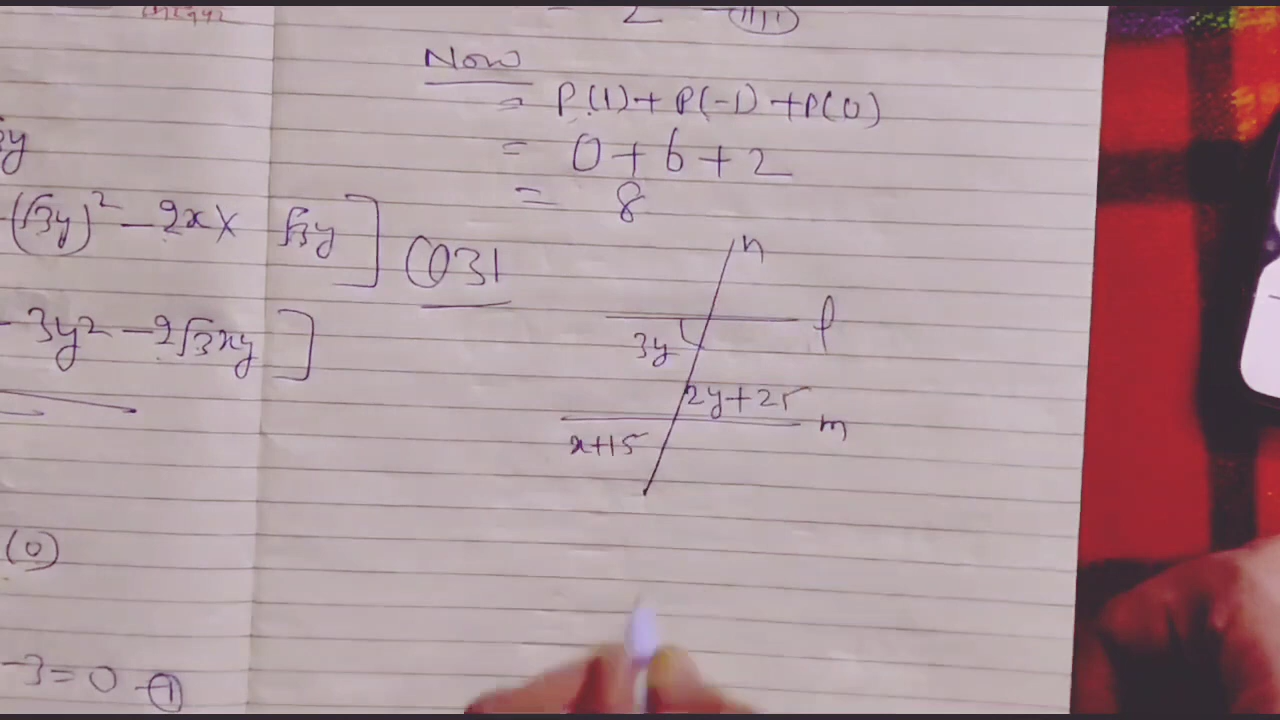 Now
= P(1) + P(-1) + P(0)
= 0 + 6 + 2
= 8
(√3y)² - 2x × √3y ]
Q31
n
l
3y
- 3y² - 2√3xy ]
2y+25
m
x+15
(0)
-3 = 0 - ①